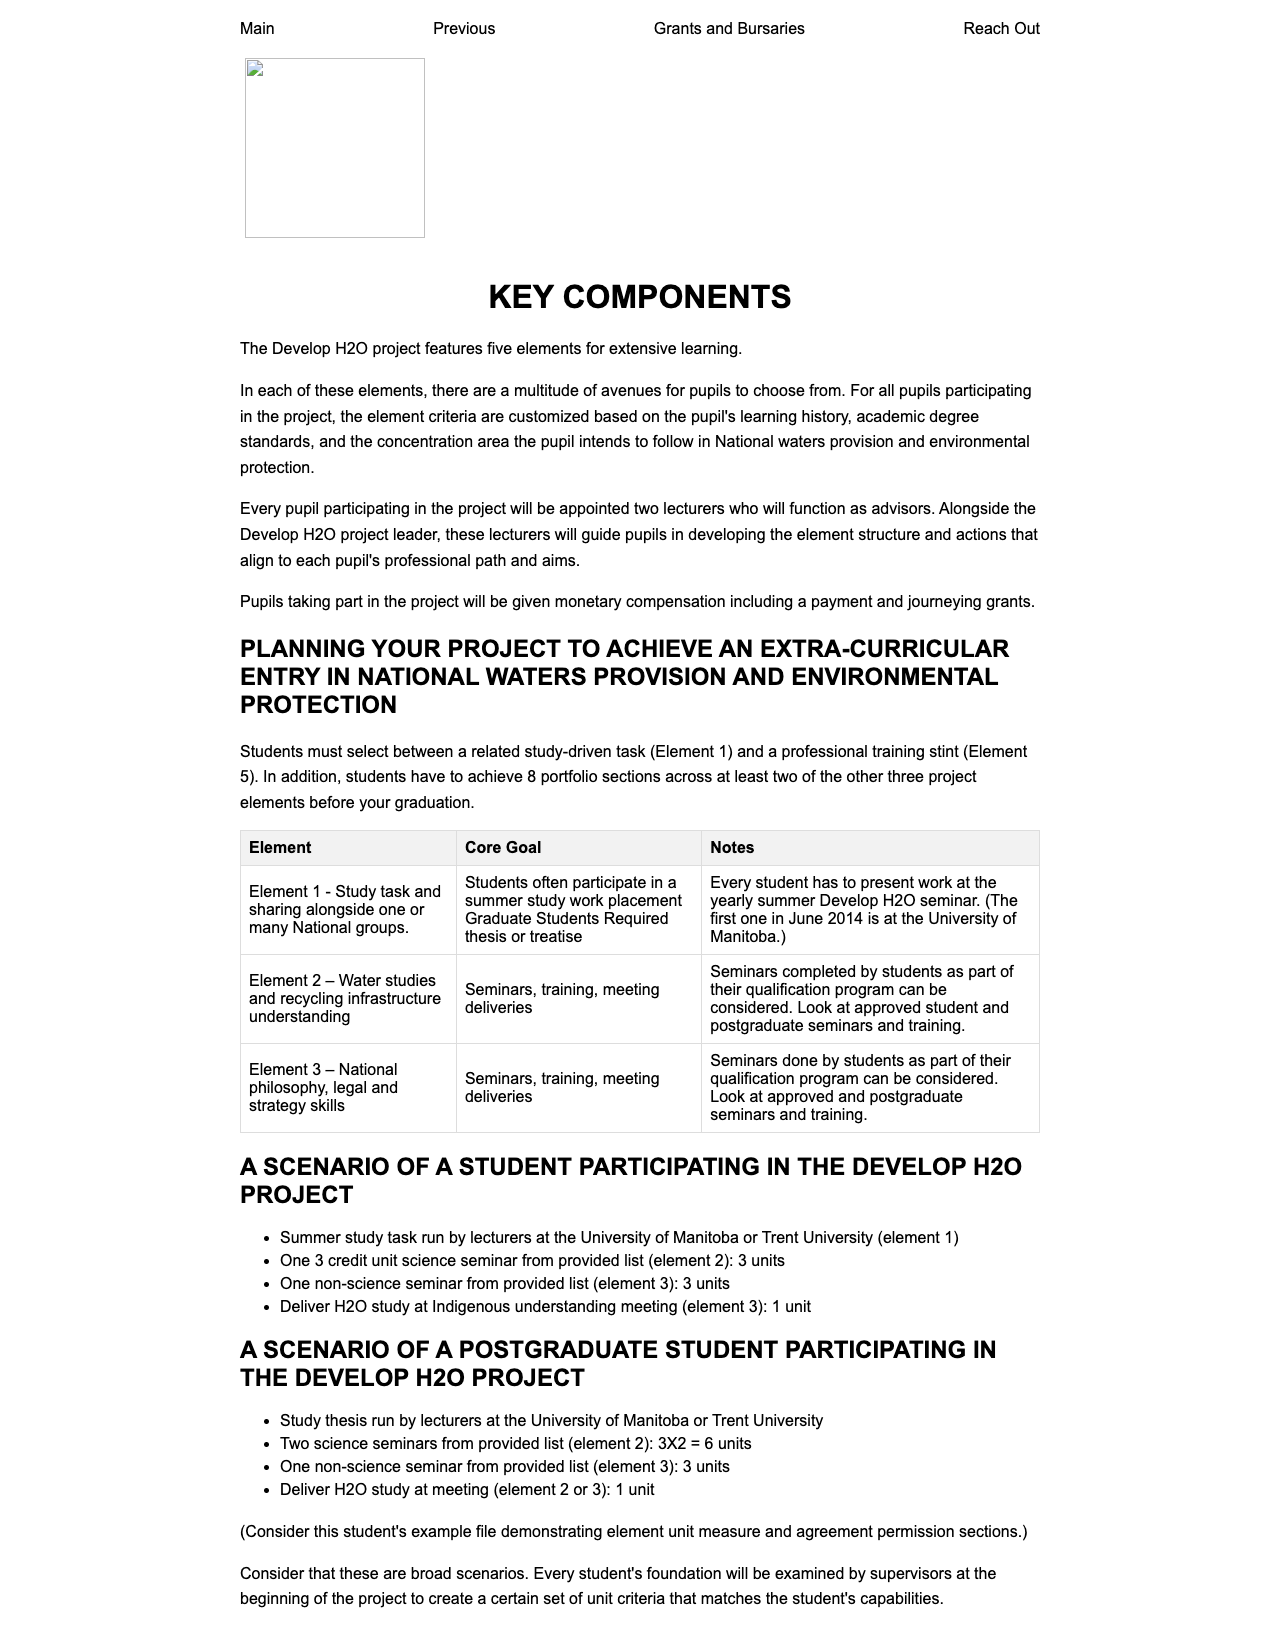 Main Previous Grants and Bursaries Reach Out
KEY COMPONENTS
The Develop H2O project features five elements for extensive learning.
In each of these elements, there are a multitude of avenues for pupils to choose from. For all pupils participating
in the project, the element criteria are customized based on the pupil's learning history, academic degree
standards, and the concentration area the pupil intends to follow in National waters provision and environmental
protection.
Every pupil participating in the project will be appointed two lecturers who will function as advisors. Alongside the
Develop H2O project leader, these lecturers will guide pupils in developing the element structure and actions that
align to each pupil's professional path and aims.
Pupils taking part in the project will be given monetary compensation including a payment and journeying grants.
PLANNING YOUR PROJECT TO ACHIEVE AN EXTRA-CURRICULAR
ENTRY IN NATIONAL WATERS PROVISION AND ENVIRONMENTAL
PROTECTION
Students must select between a related study-driven task (Element 1) and a professional training stint (Element
5). In addition, students have to achieve 8 portfolio sections across at least two of the other three project
elements before your graduation.
Element Core Goal Notes
Element 1 - Study task and
sharing alongside one or
many National groups.
Students often participate in a
summer study work placement
Graduate Students Required
thesis or treatise
Every student has to present work at the
yearly summer Develop H2O seminar. (The
first one in June 2014 is at the University of
Manitoba.)
Element 2 – Water studies
and recycling infrastructure
understanding
Seminars, training, meeting
deliveries
Seminars completed by students as part of
their qualification program can be
considered. Look at approved student and
postgraduate seminars and training.
Element 3 – National
philosophy, legal and
strategy skills
Seminars, training, meeting
deliveries
Seminars done by students as part of their
qualification program can be considered.
Look at approved and postgraduate
seminars and training.
A SCENARIO OF A STUDENT PARTICIPATING IN THE DEVELOP H2O
PROJECT
• Summer study task run by lecturers at the University of Manitoba or Trent University (element 1)
• One 3 credit unit science seminar from provided list (element 2): 3 units
• One non-science seminar from provided list (element 3): 3 units
• Deliver H2O study at Indigenous understanding meeting (element 3): 1 unit
A SCENARIO OF A POSTGRADUATE STUDENT PARTICIPATING IN
THE DEVELOP H2O PROJECT
• Study thesis run by lecturers at the University of Manitoba or Trent University
• Two science seminars from provided list (element 2): 3X2 = 6 units
• One non-science seminar from provided list (element 3): 3 units
• Deliver H2O study at meeting (element 2 or 3): 1 unit
(Consider this student's example file demonstrating element unit measure and agreement permission sections.)
Consider that these are broad scenarios. Every student's foundation will be examined by supervisors at the
beginning of the project to create a certain set of unit criteria that matches the student's capabilities.